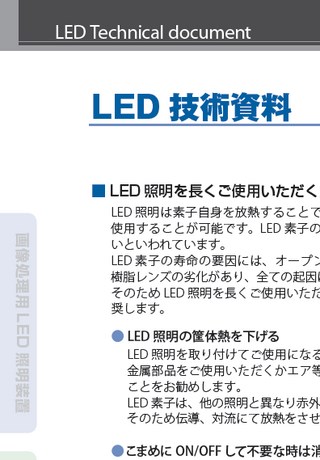 LED Technical document
LED 技術資料
■ LED 照明を長くご使用いただく
LED 照明は素子自身を放熱することで
使用することが可能です。LED 素子の
いといわれています。
LED 素子の寿命の要因には、オープン
樹脂レンズの劣化があり、全ての起因は
そのため LED 照明を長くご使用いただ
奨します。
● LED 照明の筐体熱を下げる
LED 照明を取り付けてご使用になる
金属部品をご使用いただくかエア等
ことをお勧めします。
LED 素子は、他の照明と異なり赤外
そのため伝導、対流にて放熱をさせ
● こまめに ON/OFF して不要な時は消
画像処理用 LED 照明装置